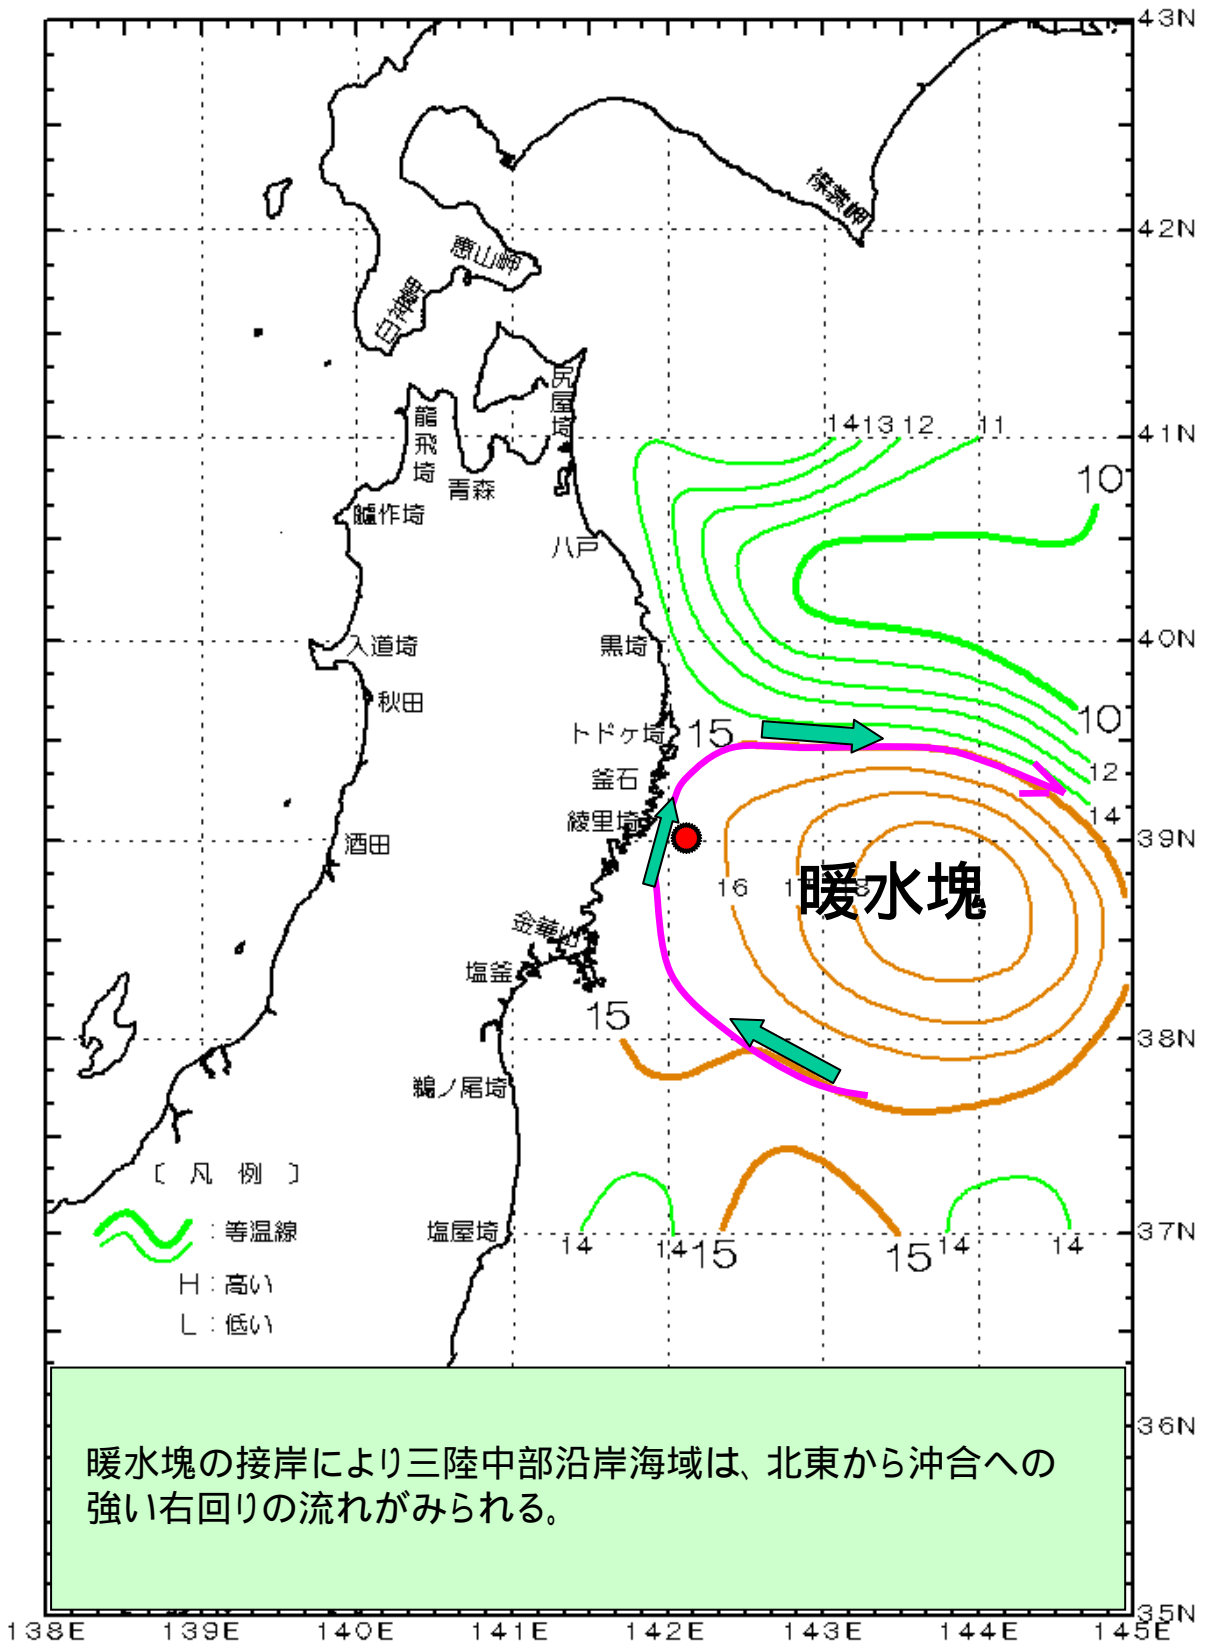 43N
襟裳岬
42N
恵山岬
白神岬
尻屋埼
龍飛埼
14 13 12 11
41N
10
青森
艫作埼
八戸
入道埼
黒埼
40N
秋田
10
トドヶ埼
15
12
釜石
14
綾里埼
39N
酒田
16
暖水塊
金華山
塩釜
15
38N
鵜ノ尾埼
〔 凡 例 〕
:等温線
塩屋埼
14 14 15 15 14 14
37N
H:高い
L:低い
36N
暖水塊の接岸により三陸中部沿岸海域は、北東から沖合への
強い右回りの流れがみられる。
35N
138E 139E 140E 141E 142E 143E 144E 145E